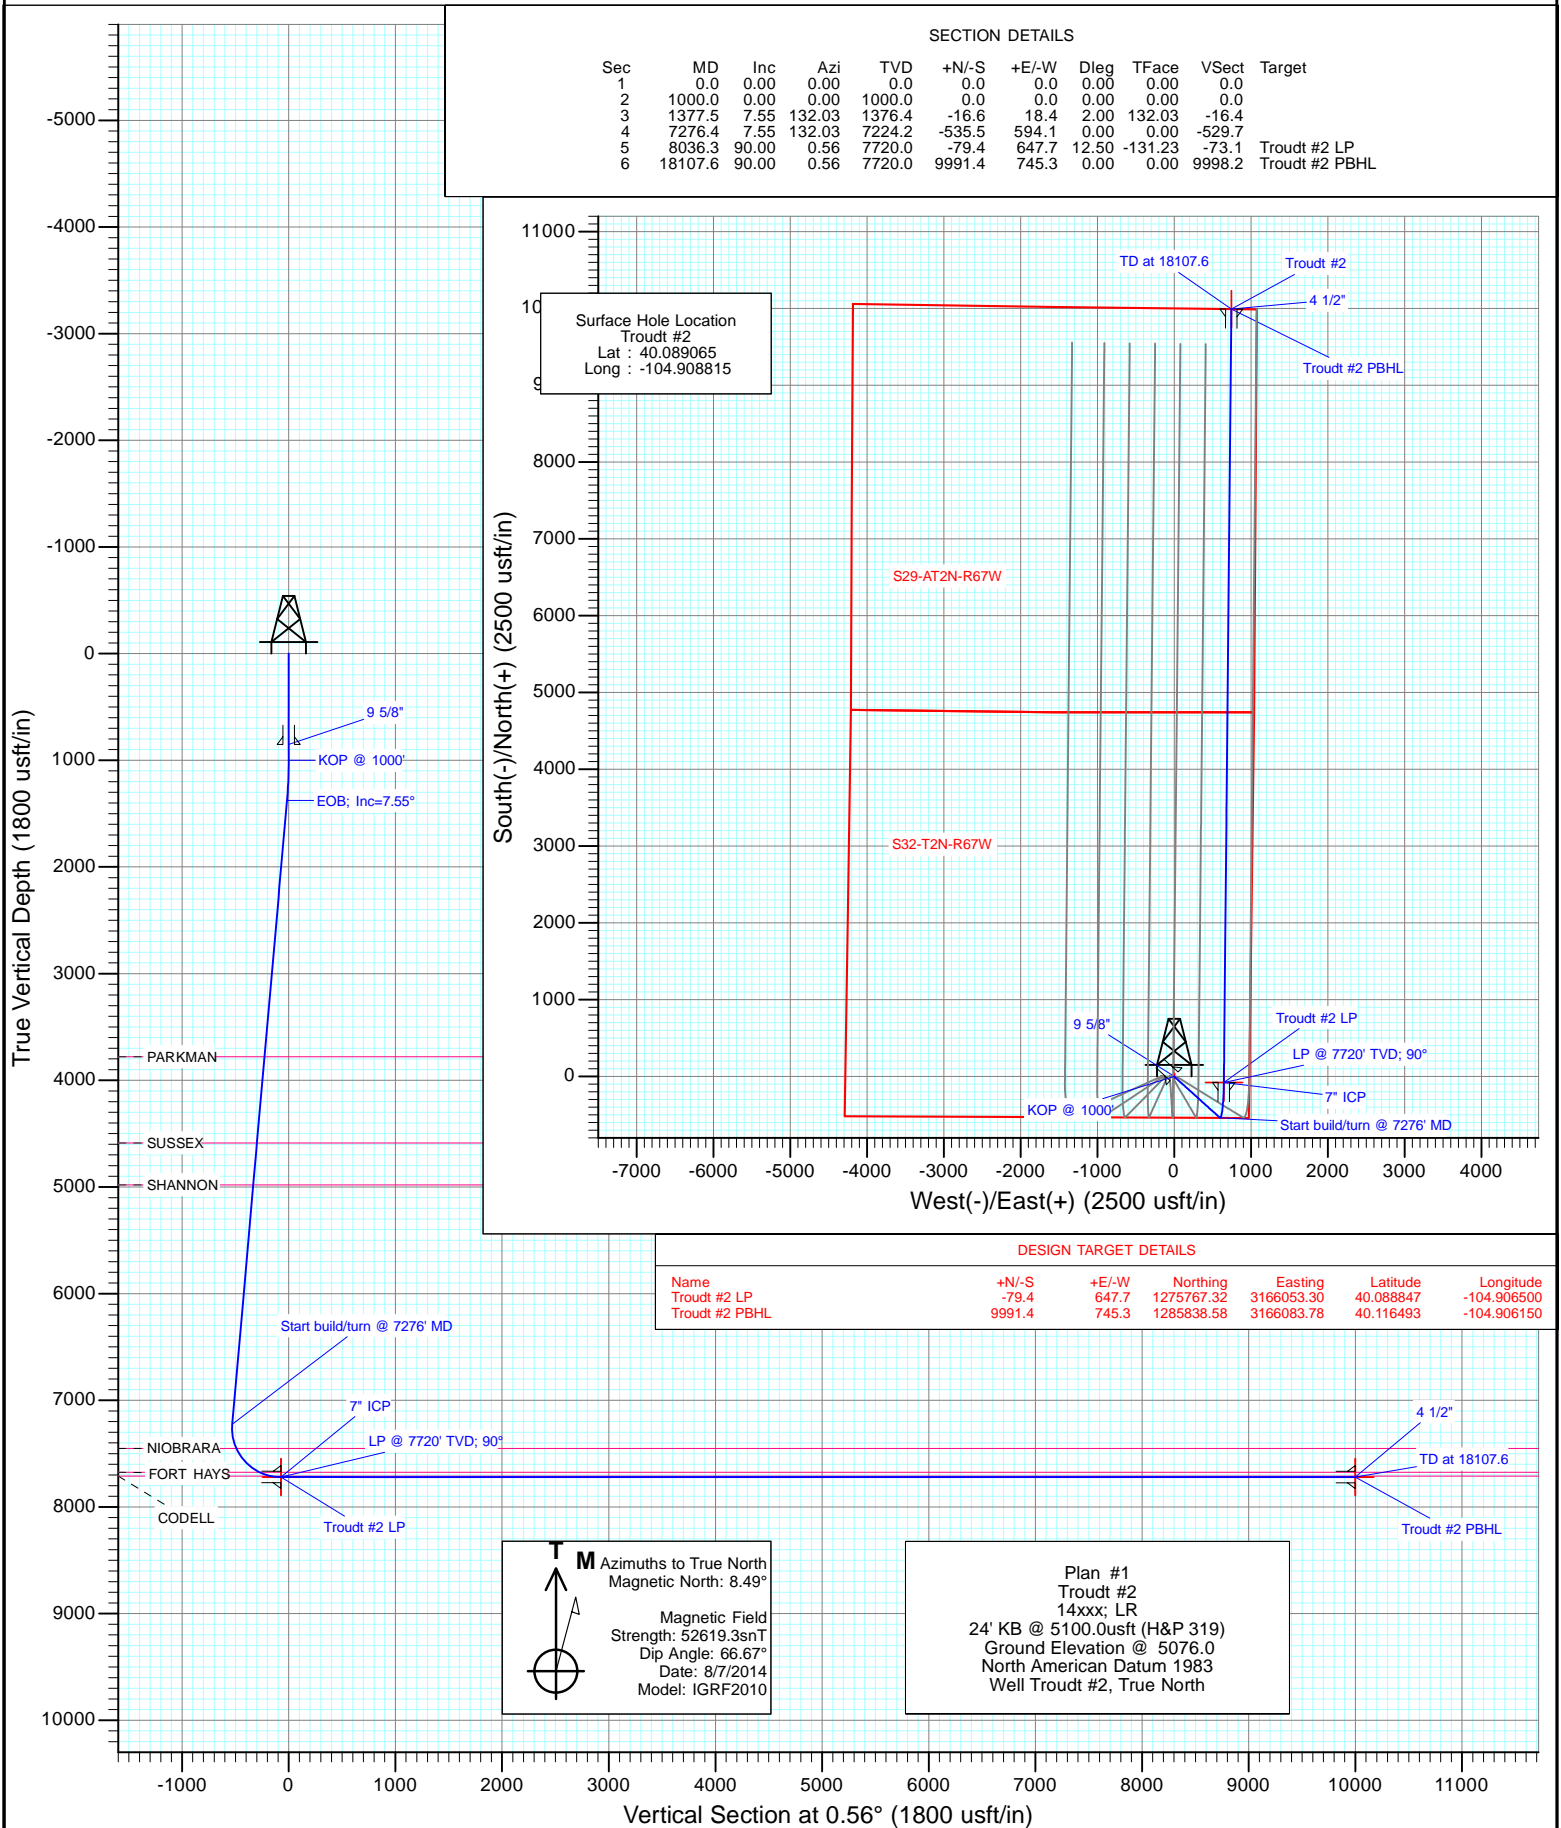 SECTION DETAILS
Sec MD Inc Azi TVD +N/-S +E/-W Dleg TFace VSect Target
1 0.0 0.00 0.00 0.0 0.0 0.0 0.00 0.00 0.0
2 1000.0 0.00 0.00 1000.0 0.0 0.0 0.00 0.00 0.0
3 1377.5 7.55 132.03 1376.4 -16.6 18.4 2.00 132.03 -16.4
4 7276.4 7.55 132.03 7224.2 -535.5 594.1 0.00 0.00 -529.7
5 8036.3 90.00 0.56 7720.0 -79.4 647.7 12.50 -131.23 -73.1 Troudt #2 LP
6 18107.6 90.00 0.56 7720.0 9991.4 745.3 0.00 0.00 9998.2 Troudt #2 PBHL
True Vertical Depth (1800 usft/in)
-5000
-4000
-3000
-2000
-1000
0
1000
2000
3000
4000
5000
6000
7000
8000
9000
10000
9 5/8"
KOP @ 1000'
EOB; Inc=7.55°
PARKMAN
SUSSEX
SHANNON
Start build/turn @ 7276' MD
7" ICP
LP @ 7720' TVD; 90°
NIOBRARA
FORT HAYS
CODELL
Troudt #2 LP
4 1/2"
TD at 18107.6
Troudt #2 PBHL
-1000 0 1000 2000 3000 4000 5000 6000 7000 8000 9000 10000 11000
Vertical Section at 0.56° (1800 usft/in)
Surface Hole Location
Troudt #2
Lat : 40.089065
Long : -104.908815
South(-)/North(+) (2500 usft/in)
11000
10
9
8000
7000
6000
5000
4000
3000
2000
1000
0
TD at 18107.6
Troudt #2
4 1/2"
Troudt #2 PBHL
S29-AT2N-R67W
S32-T2N-R67W
9 5/8"
Troudt #2 LP
LP @ 7720' TVD; 90°
7" ICP
KOP @ 1000'
Start build/turn @ 7276' MD
-7000 -6000 -5000 -4000 -3000 -2000 -1000 0 1000 2000 3000 4000
West(-)/East(+) (2500 usft/in)
DESIGN TARGET DETAILS
Name +N/-S +E/-W Northing Easting Latitude Longitude
Troudt #2 LP -79.4 647.7 1275767.32 3166053.30 40.088847 -104.906500
Troudt #2 PBHL 9991.4 745.3 1285838.58 3166083.78 40.116493 -104.906150
T
M
Azimuths to True North
Magnetic North: 8.49°
Magnetic Field
Strength: 52619.3snT
Dip Angle: 66.67°
Date: 8/7/2014
Model: IGRF2010
Plan #1
Troudt #2
14xxx; LR
24' KB @ 5100.0usft (H&P 319)
Ground Elevation @ 5076.0
North American Datum 1983
Well Troudt #2, True North